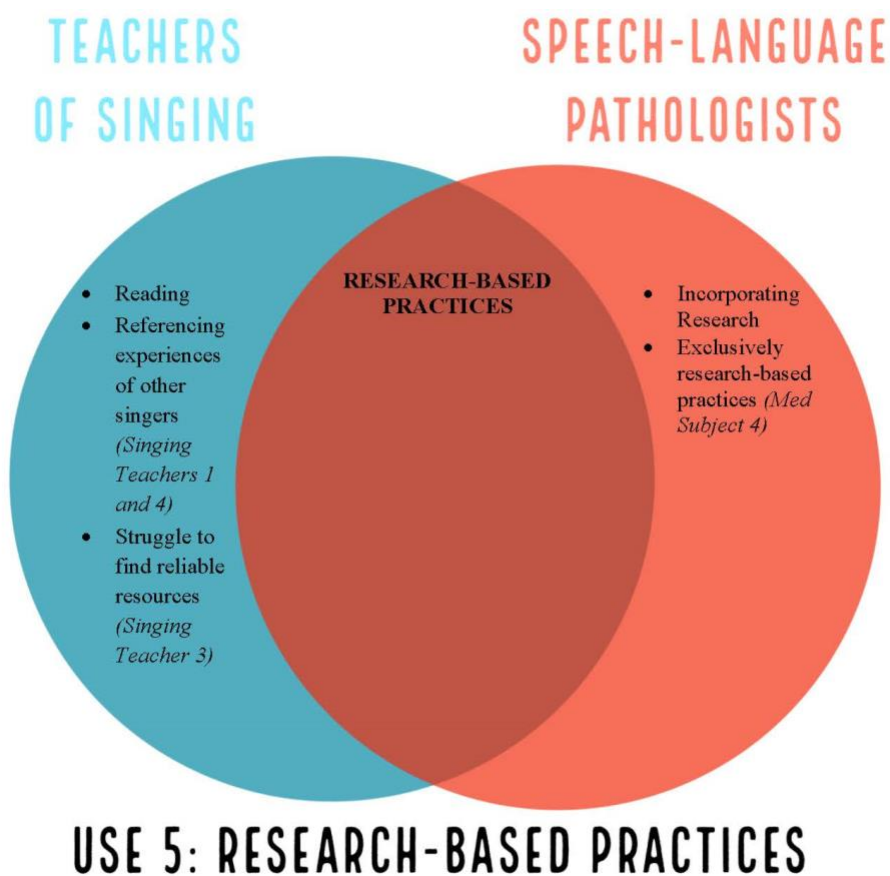 TEACHERS
OF SINGING
SPEECH-LANGUAGE
PATHOLOGISTS
• Reading
• Referencing
experiences
of other
singers
(Singing
Teachers 1
and 4)
• Struggle to
find reliable
resources
(Singing
Teacher 3)
RESEARCH-BASED
PRACTICES
• Incorporating
Research
• Exclusively
research-based
practices (Med
Subject 4)
USE 5: RESEARCH-BASED PRACTICES